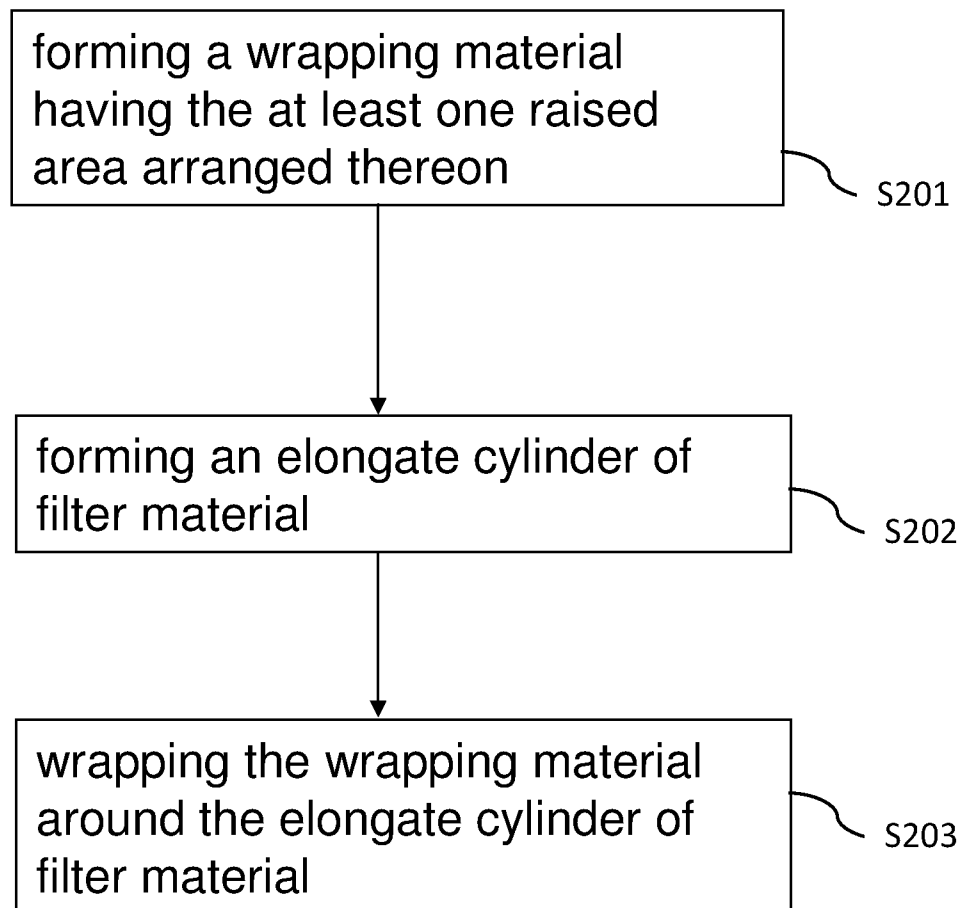 forming a wrapping material
having the at least one raised
area arranged thereon
S201
forming an elongate cylinder of
filter material
S202
wrapping the wrapping material
around the elongate cylinder of
filter material
S203